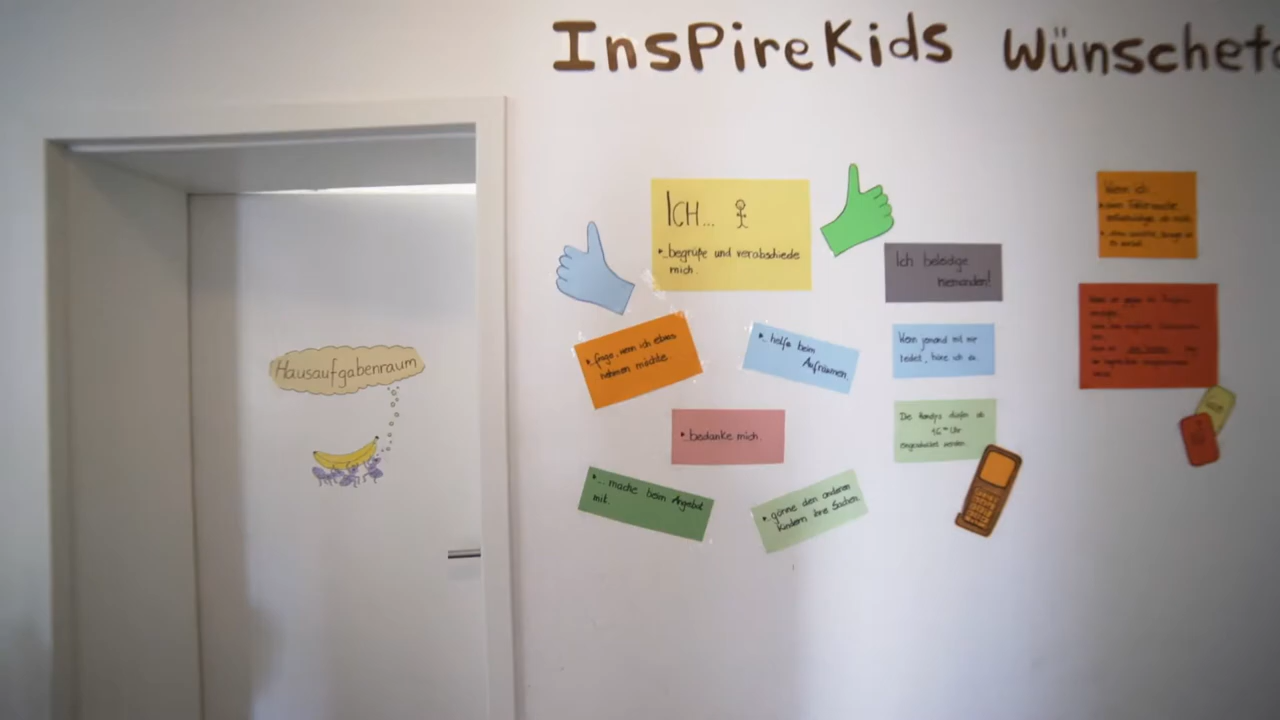 InsPireKids Wünscheta
Hausaufgabenraum
ICH...
...begrüße und verabschiede
mich.
...frage, wenn ich etwas
nehmen möchte.
... helfe beim
Aufräumen.
...bedanke mich.
... mache beim Angebot
mit.
...gönne den anderen
Kindern ihre Sachen.
Ich beleidige
niemanden!
Wenn jemand mit mir
redet, höre ich zu.
Die Handys dürfen ab
16°° Uhr
eingeschaltet werden.
Wenn ich